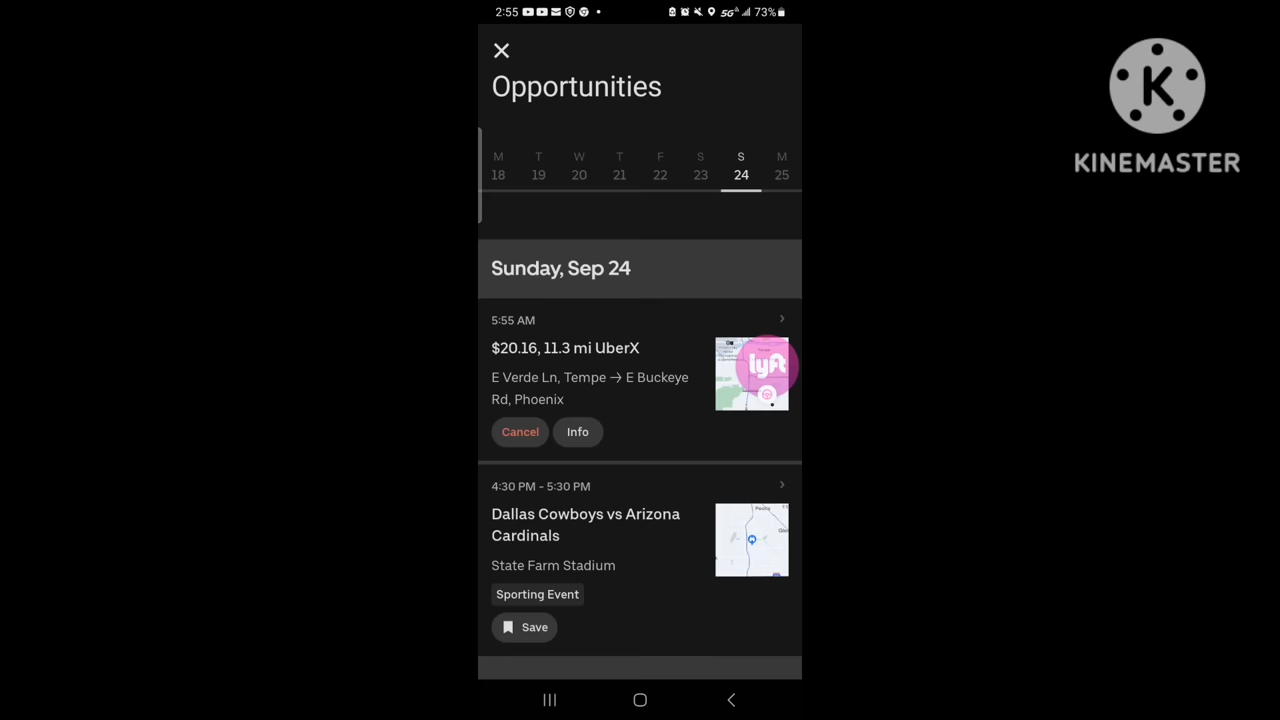 2:55
5G 73%
Opportunities
M T W T F S S M
18 19 20 21 22 23 24 25
Sunday, Sep 24
5:55 AM
$20.16, 11.3 mi UberX
E Verde Ln, Tempe → E Buckeye
Rd, Phoenix
lyft
Cancel Info
4:30 PM - 5:30 PM
Dallas Cowboys vs Arizona
Cardinals
State Farm Stadium
Sporting Event
Save
K
KINEMASTER